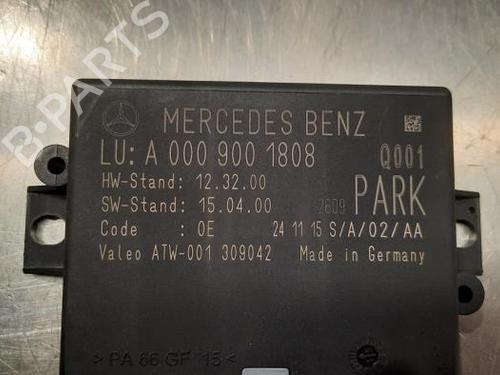 B-PARTS
MERCEDES BENZ
LU: A 000 900 1808 Q001
HW-Stand: 12.32.00 2809 PARK
SW-Stand: 15.04.00
Code : 0E 24 11 15 S/A/02/AA
Valeo ATW-001 309042 Made in Germany
>PA 66 GF 15<